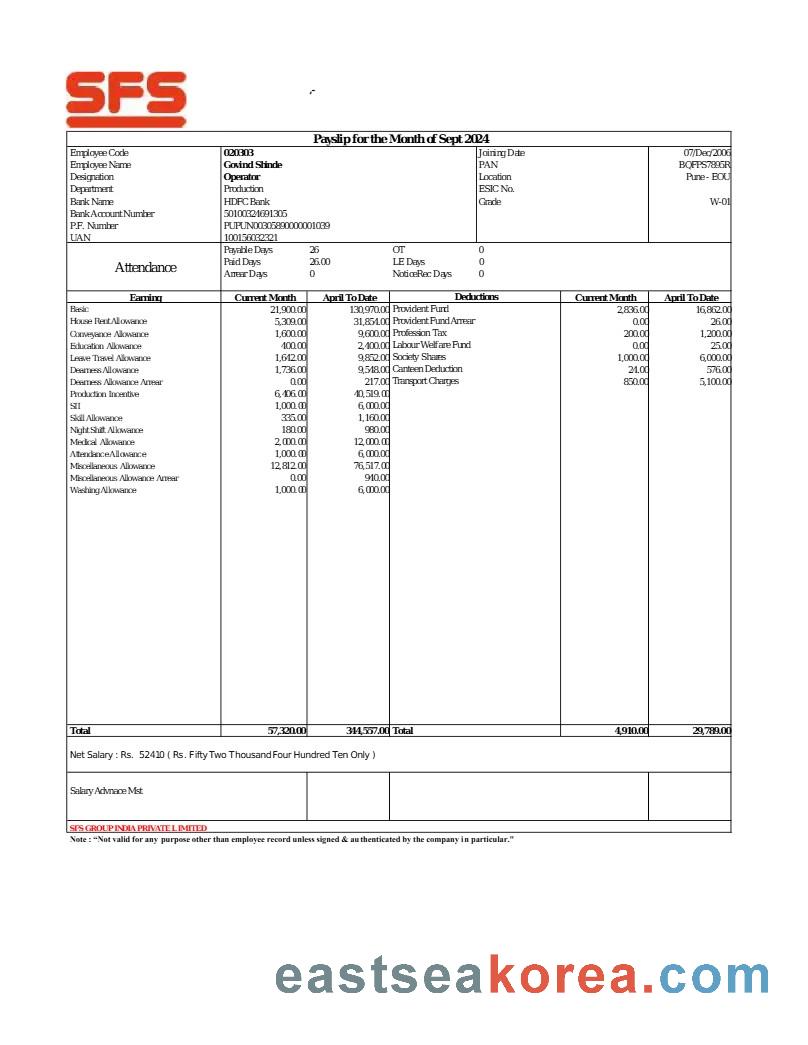 SFS
Payslip for the Month of Sept 2024
Employee Code 020303 Joining Date 07/Dec/2006
Employee Name Govind Shinde PAN BQFPS7895R
Designation Operator Location Pune - EOU
Department Production ESIC No.
Bank Name HDFC Bank Grade W-01
Bank Account Number 50100324691305
P.F. Number PUPUN00305890000001039
UAN 100156032321
Attendance
Payable Days 26 OT 0
Paid Days 26.00 LE Days 0
Arrear Days 0 NoticeRec Days 0
Earning Current Month April To Date Deductions Current Month April To Date
Basic 21,900.00 130,970.00 Provident Fund 2,836.00 16,862.00
House Rent Allowance 5,309.00 31,854.00 Provident Fund Arrear 0.00 26.00
Conveyance Allowance 1,600.00 9,600.00 Profession Tax 200.00 1,200.00
Education Allowance 400.00 2,400.00 Labour Welfare Fund 0.00 25.00
Leave Travel Allowance 1,642.00 9,852.00 Society Shares 1,000.00 6,000.00
Dearness Allowance 1,736.00 9,548.00 Canteen Deduction 24.00 576.00
Dearness Allowance Arrear 0.00 217.00 Transport Charges 850.00 5,100.00
Production Incentive 6,406.00 40,519.00
SII 1,000.00 6,000.00
Skill Allowance 335.00 1,160.00
Night Shift Allowance 180.00 980.00
Medical Allowance 2,000.00 12,000.00
Attendance Allowance 1,000.00 6,000.00
Miscellaneous Allowance 12,812.00 76,517.00
Miscellaneous Allowance Arrear 0.00 940.00
Washing Allowance 1,000.00 6,000.00
Total 57,320.00 344,557.00 Total 4,910.00 29,789.00
Net Salary : Rs. 52410 ( Rs. Fifty Two Thousand Four Hundred Ten Only )
Salary Advnace Mst
SFS GROUP INDIA PRIVATE LIMITED
Note : “Not valid for any purpose other than employee record unless signed & authenticated by the company in particular.”
eastseakorea.com